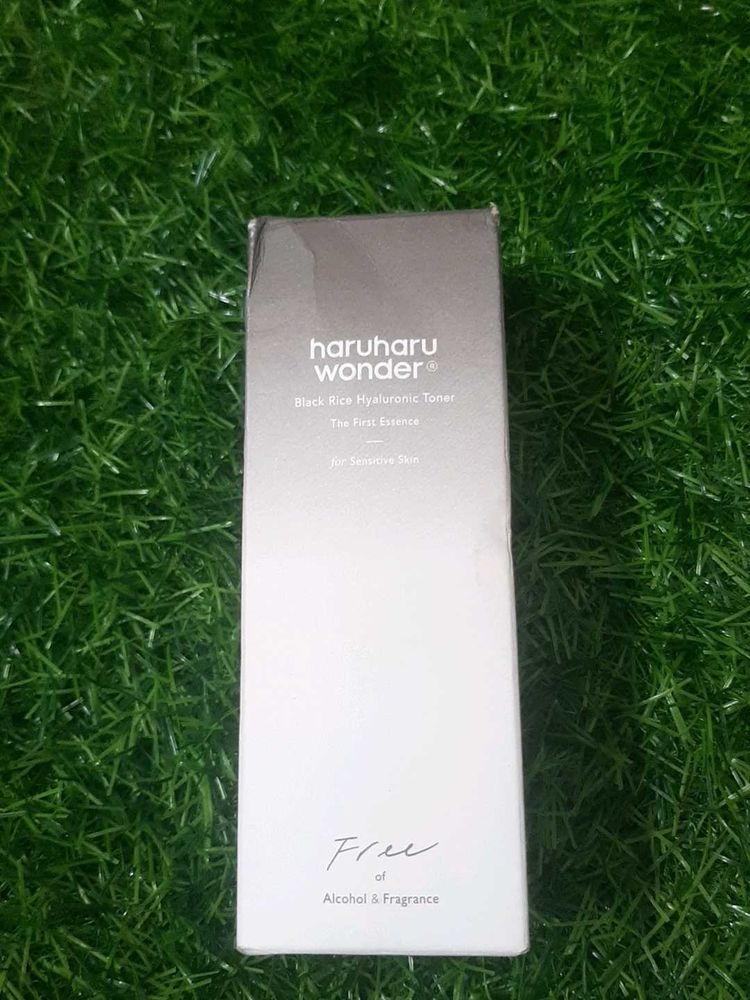 haruharu
wonder®
Black Rice Hyaluronic Toner
The First Essence
for Sensitive Skin
Free
of
Alcohol & Fragrance